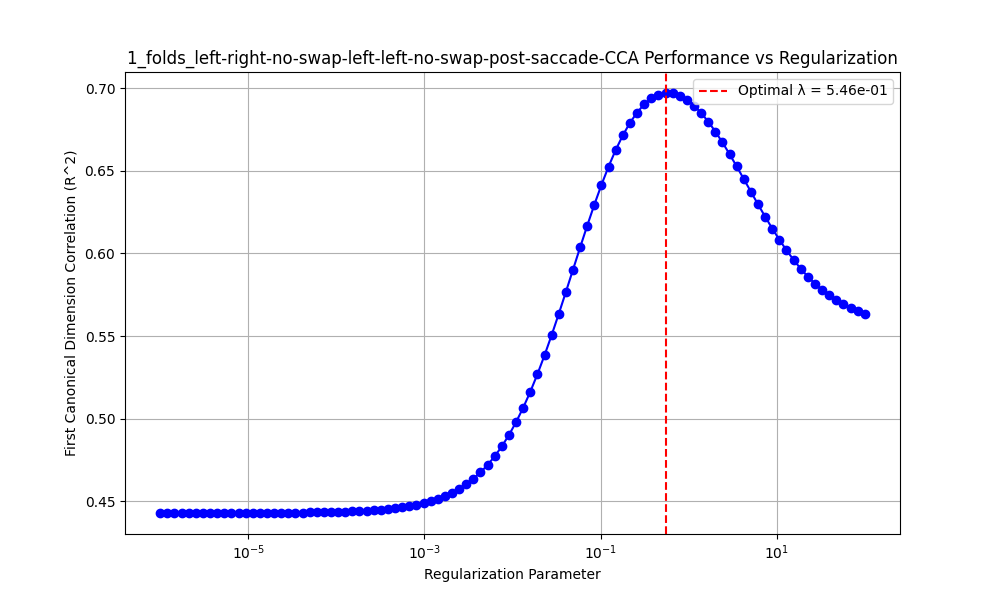 1_folds_left-right-no-swap-left-left-no-swap-post-saccade-CCA Performance vs Regularization
Optimal λ = 5.46e-01
First Canonical Dimension Correlation (R^2)
0.70
0.65
0.60
0.55
0.50
0.45
10⁻⁵ 10⁻³ 10⁻¹ 10¹
Regularization Parameter